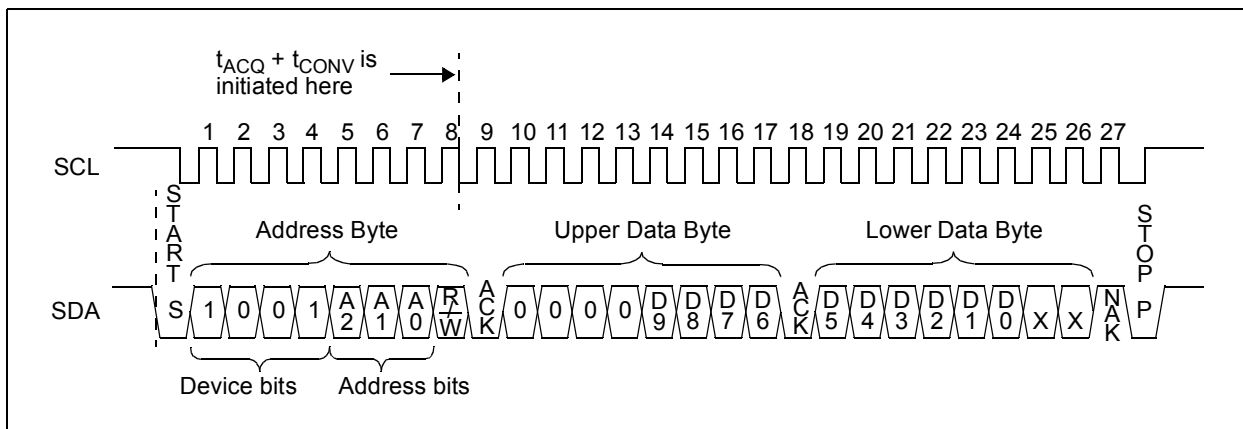 tACQ + tCONV is
initiated here
1 2 3 4 5 6 7 8 9 10 11 12 13 14 15 16 17 18 19 20 21 22 23 24 25 26 27
SCL
START
STOP
Address Byte
Upper Data Byte
Lower Data Byte
SDA
S 1 0 0 1 A2 A1 A0 R/W ACK 0 0 0 0 D9 D8 D7 D6 ACK D5 D4 D3 D2 D1 D0 X X NAK P
Device bits
Address bits